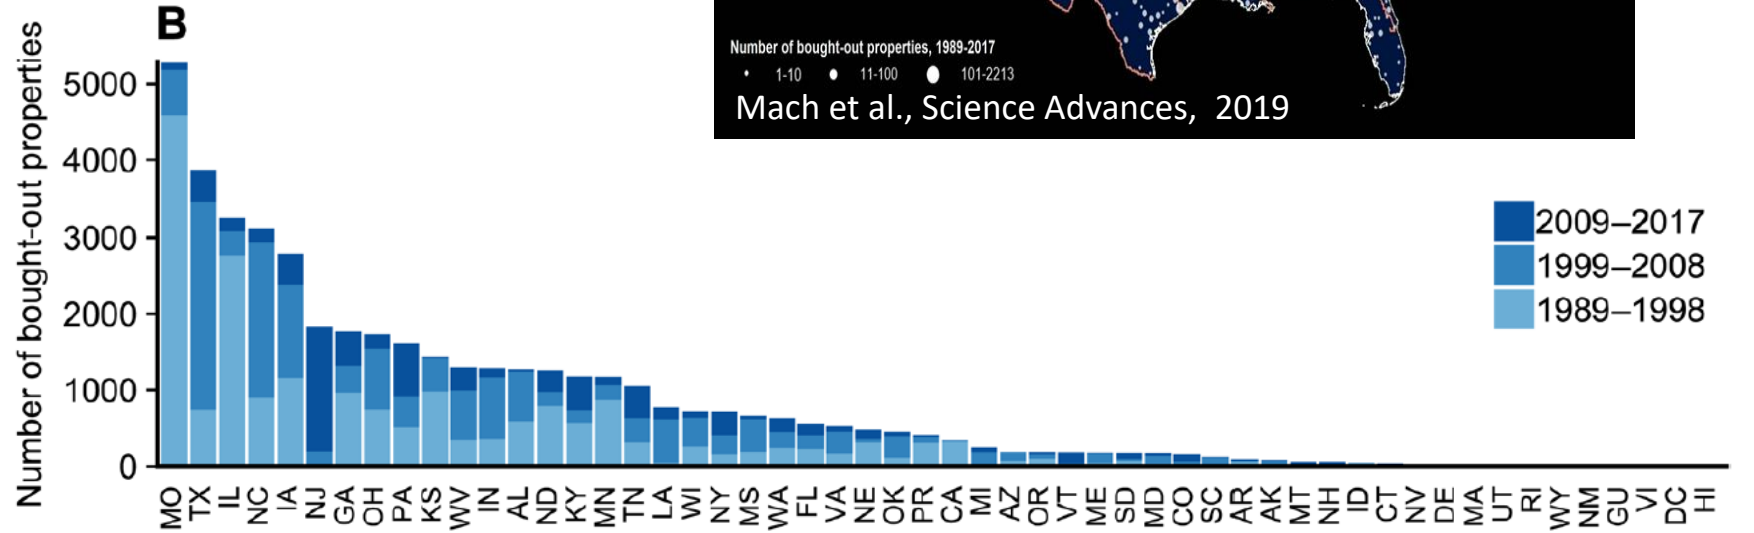 B
Number of bought-out properties, 1989-2017
1-10 11-100 101-2213
Mach et al., Science Advances, 2019
Number of bought-out properties
5000
4000
3000
2000
1000
0
2009–2017
1999–2008
1989–1998
MO TX IL NC IA NJ GA OH PA KS WV IN AL ND KY MN TN LA WI NY MS WA FL VA NE OK PR CA MI AZ OR VT ME SD MD CO SC AR AK MT NH ID CT NV DE MA UT RI WY NM GU VI DC HI